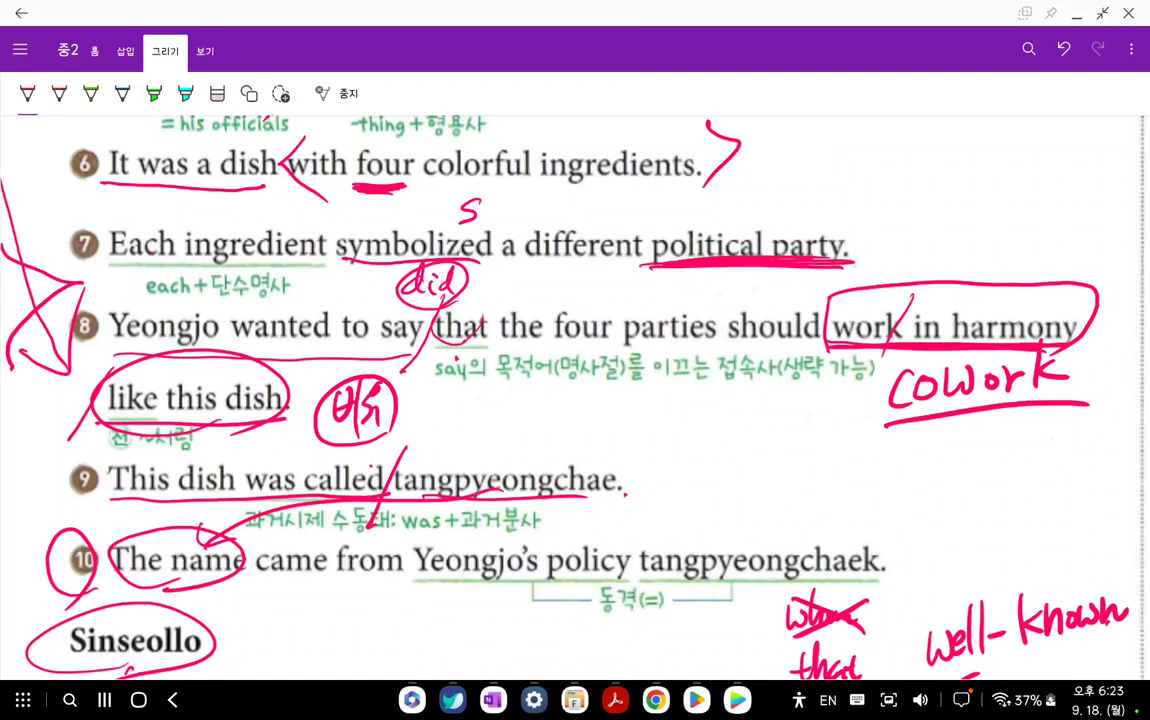 중2 홈 삽입 그리기 보기
중지
= his officials -thing + 형용사
6 It was a dish with four colorful ingredients.
s
7 Each ingredient symbolized a different political party.
each + 단수명사
did
8 Yeongjo wanted to say that the four parties should work in harmony
say의 목적어(명사절)를 이끄는 접속사(생략 가능)
cowork
like this dish.
비유
전 ~처럼
9 This dish was called tangpyeongchae.
과거시제 수동태: was + 과거분사
10 The name came from Yeongjo's policy tangpyeongchaek.
동격(=)
Sinseollo
well-known
that
EN
37%
오후 6:23
9. 18. (월)